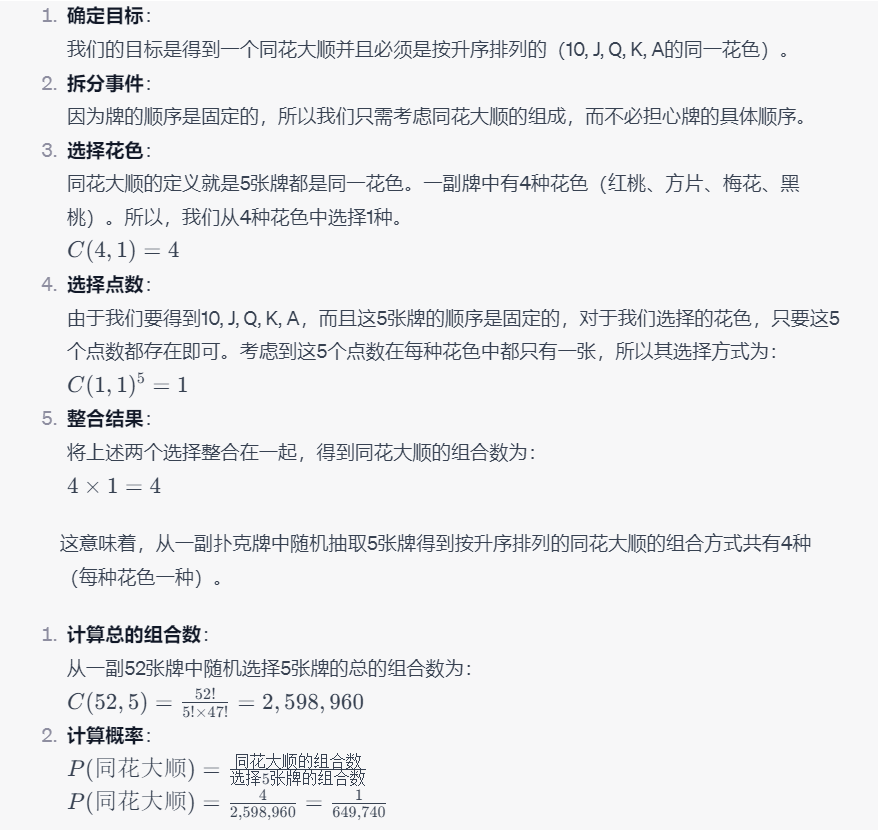 1. 确定目标：
我们的目标是得到一个同花大顺并且必须是按升序排列的（10, J, Q, K, A的同一花色）。
2. 拆分事件：
因为牌的顺序是固定的，所以我们只需考虑同花大顺的组成，而不必担心牌的具体顺序。
3. 选择花色：
同花大顺的定义就是5张牌都是同一花色。一副牌中有4种花色（红桃、方片、梅花、黑
桃）。所以，我们从4种花色中选择1种。
C(4, 1) = 4
4. 选择点数：
由于我们要得到10, J, Q, K, A，而且这5张牌的顺序是固定的，对于我们选择的花色，只要这5
个点数都存在即可。考虑到这5个点数在每种花色中都只有一张，所以其选择方式为：
C(1, 1)⁵ = 1
5. 整合结果：
将上述两个选择整合在一起，得到同花大顺的组合数为：
4 × 1 = 4
这意味着，从一副扑克牌中随机抽取5张牌得到按升序排列的同花大顺的组合方式共有4种
（每种花色一种）。
1. 计算总的组合数：
从一副52张牌中随机选择5张牌的总的组合数为：
C(52, 5) = 52! / 5!×47! = 2, 598, 960
2. 计算概率：
P(同花大顺) = 同花大顺的组合数 / 选择5张牌的组合数
P(同花大顺) = 4 / 2,598,960 = 1 / 649,740